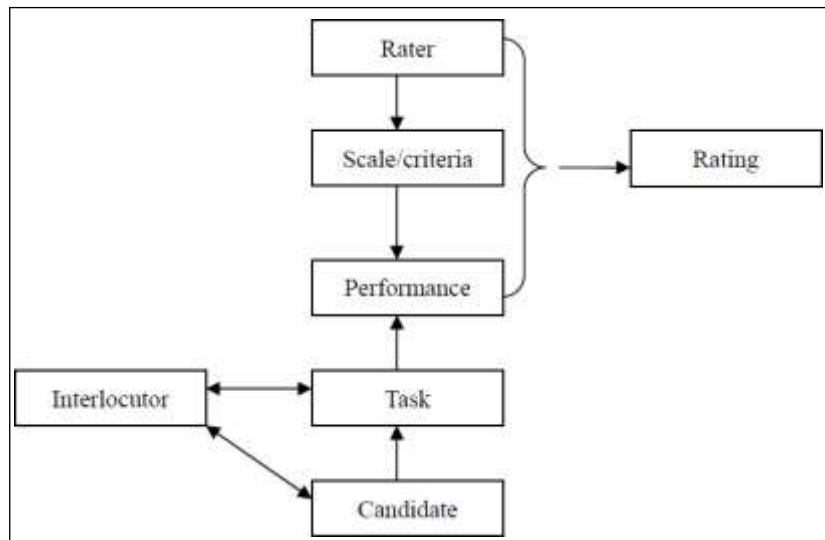 Rater
Scale/criteria
Rating
Performance
Interlocutor
Task
Candidate